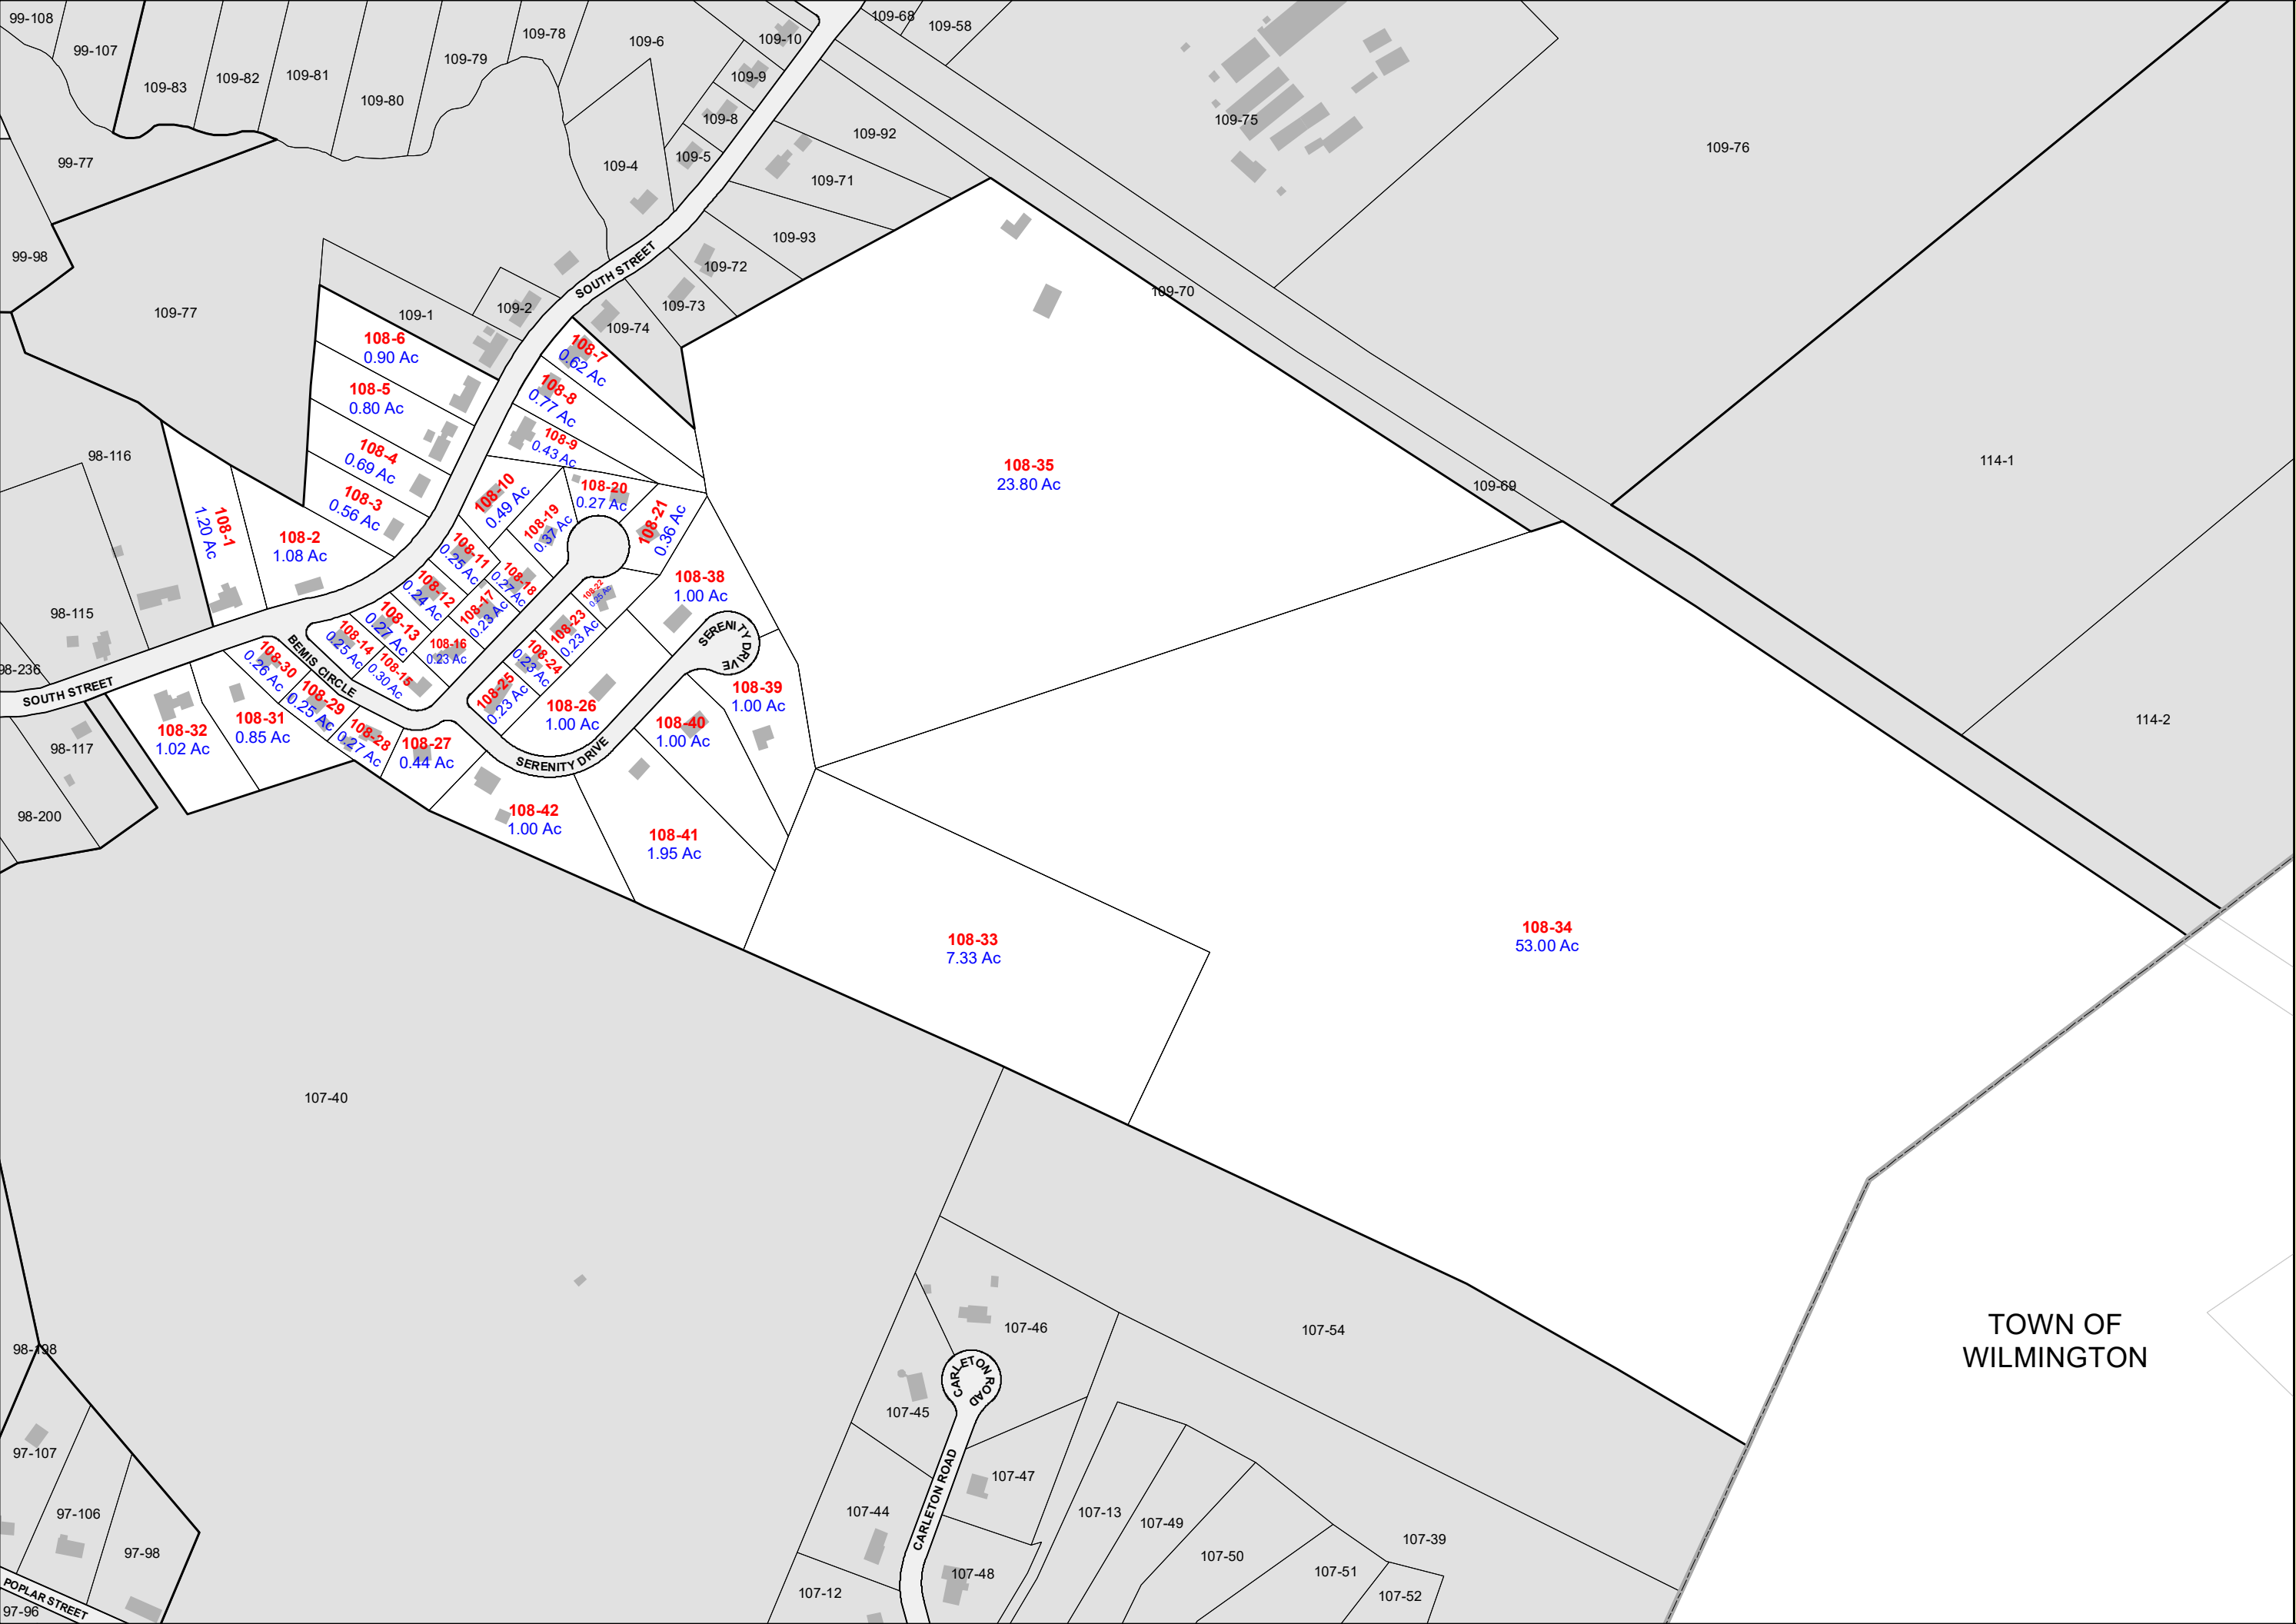 99-108
99-107
109-83
109-82
109-81
109-80
109-79
109-78
109-6
109-10
109-68
109-58
109-9
109-8
109-5
109-4
109-92
109-71
109-93
109-72
109-73
109-74
109-75
109-76
99-77
99-98
109-77
109-1
109-2
SOUTH STREET
109-70
109-69
114-1
114-2
108-6
0.90 Ac
108-5
0.80 Ac
108-4
0.69 Ac
108-3
0.56 Ac
108-7
0.62 Ac
108-8
0.77 Ac
108-9
0.43 Ac
108-10
0.49 Ac
108-20
0.27 Ac
108-19
0.37 Ac
108-21
0.36 Ac
108-1
1.20 Ac
108-2
1.08 Ac
108-11
0.25 Ac
108-18
0.27 Ac
108-12
0.24 Ac
108-17
0.23 Ac
108-22
0.25 Ac
108-13
0.27 Ac
108-23
0.23 Ac
108-14
0.25 Ac
108-16
0.23 Ac
108-15
0.30 Ac
108-24
0.23 Ac
108-25
0.23 Ac
108-38
1.00 Ac
SERENITY DRIVE
108-39
1.00 Ac
108-26
1.00 Ac
108-40
1.00 Ac
SERENITY DRIVE
BEMIS CIRCLE
108-30
0.26 Ac
108-29
0.25 Ac
108-28
0.27 Ac
108-27
0.44 Ac
108-31
0.85 Ac
108-32
1.02 Ac
108-42
1.00 Ac
108-41
1.95 Ac
108-35
23.80 Ac
108-33
7.33 Ac
108-34
53.00 Ac
98-116
98-115
98-236
SOUTH STREET
98-117
98-200
107-40
98-198
97-107
97-106
97-98
POPLAR STREET
97-96
107-46
107-54
CARLETON ROAD
107-45
CARLETON ROAD
107-47
107-44
107-48
107-12
107-13
107-49
107-50
107-51
107-39
107-52
TOWN OF
WILMINGTON